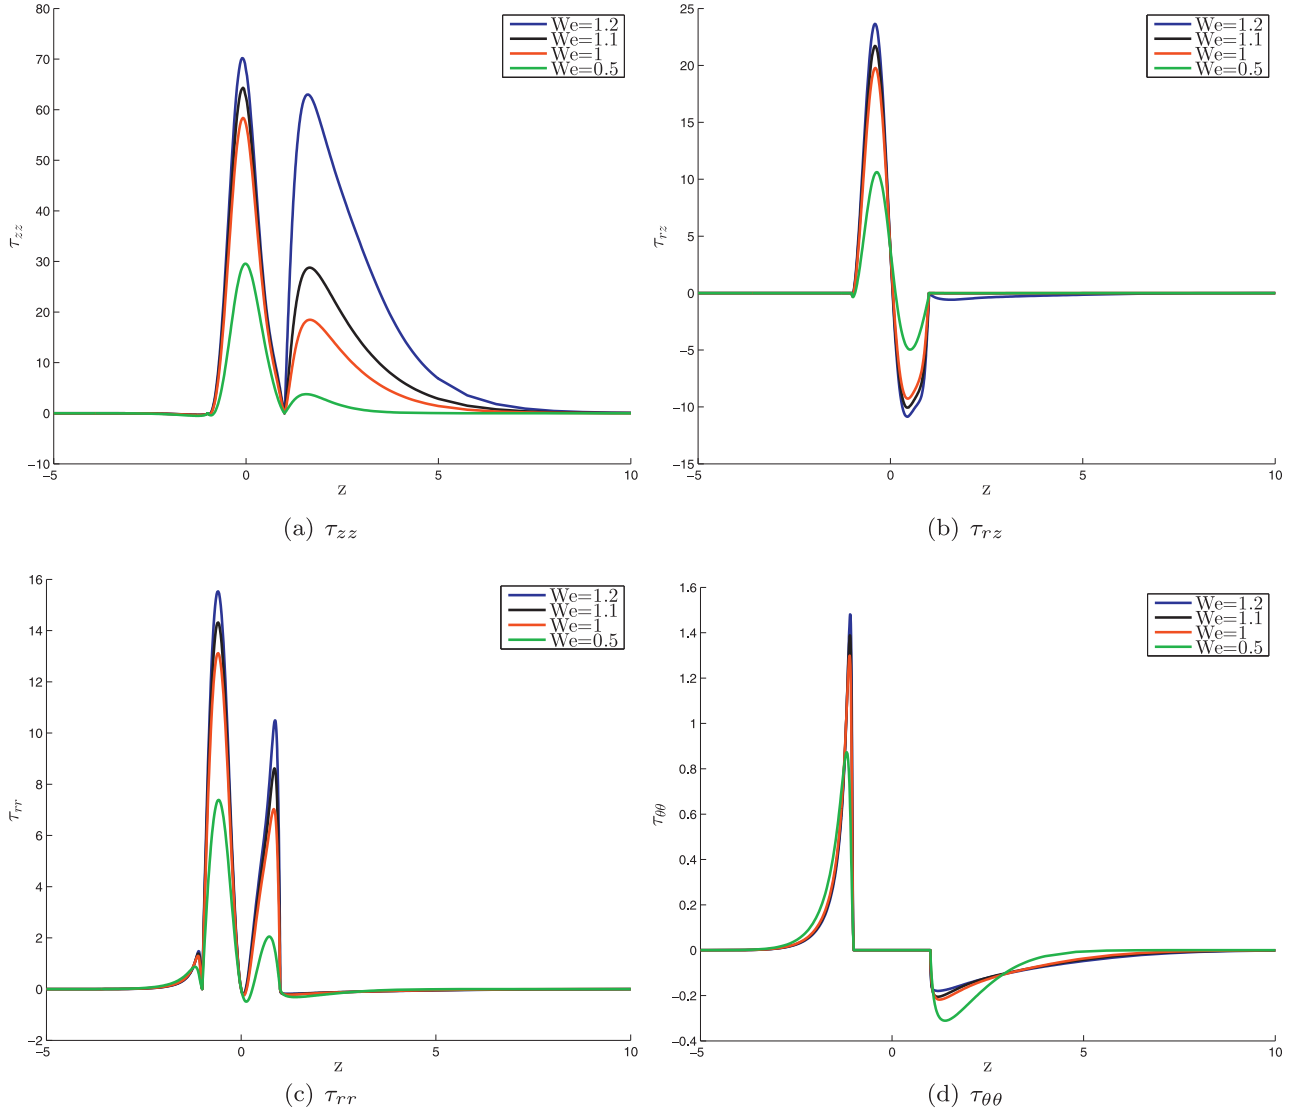 80
70
60
50
40
30
20
10
0
−10
−5
0
5
10
z
τzz
We=1.2
We=1.1
We=1
We=0.5
(a) τzz
25
20
15
10
5
0
−5
−10
−15
−5
0
5
10
z
τrz
We=1.2
We=1.1
We=1
We=0.5
(b) τrz
16
14
12
10
8
6
4
2
0
−2
−5
0
5
10
z
τrr
We=1.2
We=1.1
We=1
We=0.5
(c) τrr
1.6
1.4
1.2
1
0.8
0.6
0.4
0.2
0
−0.2
−0.4
−5
0
5
10
z
τθθ
We=1.2
We=1.1
We=1
We=0.5
(d) τθθ